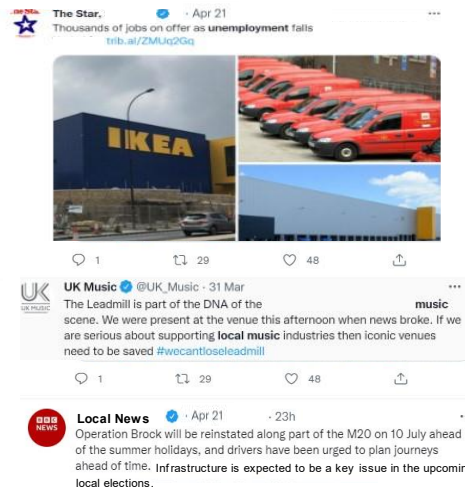 The Star, · Apr 21 ...
Thousands of jobs on offer as unemployment falls
trib.al/ZMUq2Gq
IKEA
1 29 48
UK Music @UK_Music · 31 Mar ...
UK
UK MUSIC
The Leadmill is part of the DNA of the music
scene. We were present at the venue this afternoon when news broke. If we
are serious about supporting local music industries then iconic venues
need to be saved #wecantloseleadmill
1 29 48
BBC
NEWS
Local News · Apr 21 · 23h
Operation Brock will be reinstated along part of the M20 on 10 July ahead
of the summer holidays, and drivers have been urged to plan journeys
ahead of time. Infrastructure is expected to be a key issue in the upcomin
local elections.